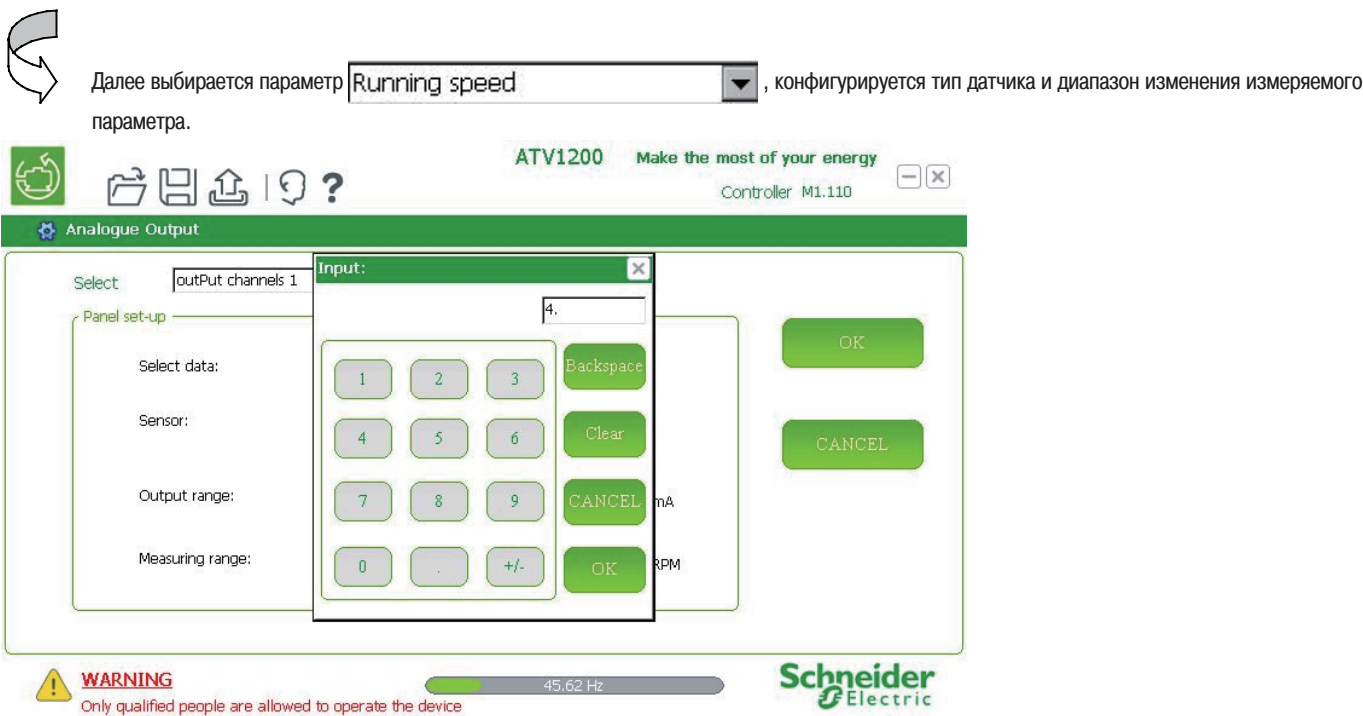 Далее выбирается параметр Running speed , конфигурируется тип датчика и диапазон изменения измеряемого
параметра.
ATV1200 Make the most of your energy
Controller M1.110
?
Analogue Output
Select outPut channels 1
Input:
4.
Panel set-up
Select data:
Sensor:
Output range:
Measuring range:
1 2 3 Backspace
4 5 6 Clear
7 8 9 CANCEL
0 . +/- OK
mA
RPM
OK
CANCEL
WARNING
Only qualified people are allowed to operate the device
45.62 Hz
Schneider
Electric